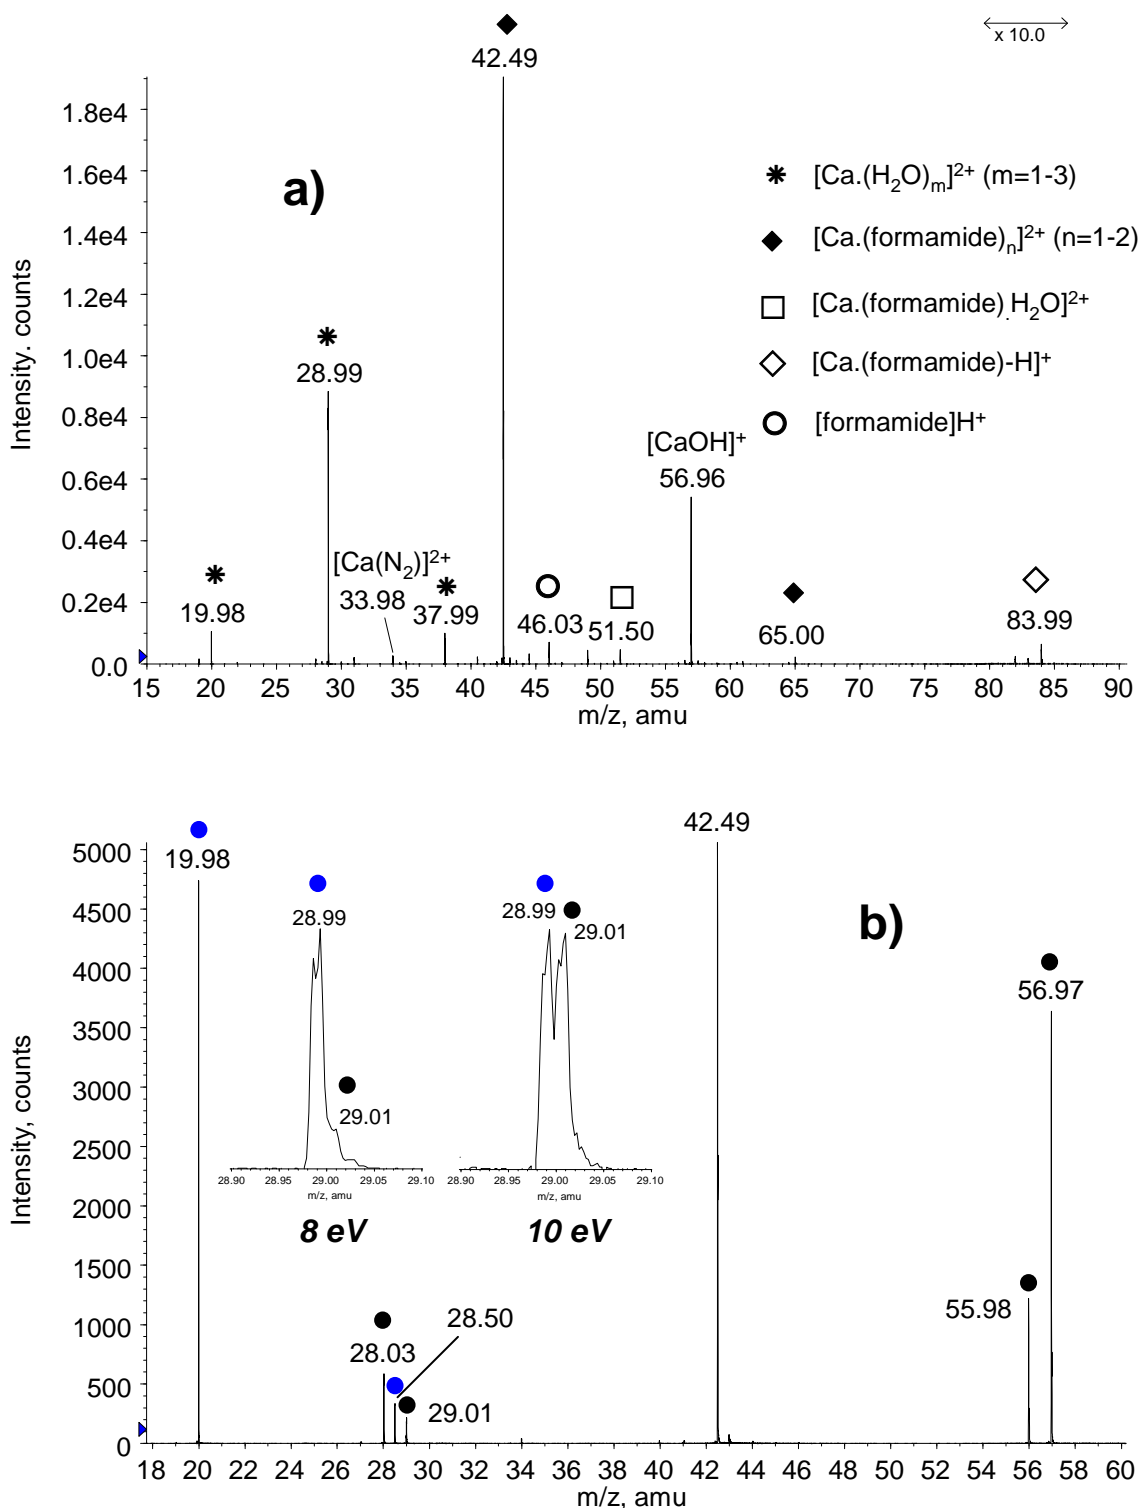 x 10.0
42.49
1.8e4
1.6e4
1.4e4
1.2e4
1.0e4
0.8e4
0.6e4
0.4e4
0.2e4
0.0
Intensity. counts
a)
[Ca.(H2O)m]2+ (m=1-3)
[Ca.(formamide)n]2+ (n=1-2)
[Ca.(formamide).H2O]2+
[Ca.(formamide)-H]+
[formamide]H+
28.99
[CaOH]+
56.96
[Ca(N2)]2+
19.98
33.98
37.99
46.03
51.50
65.00
83.99
15 20 25 30 35 40 45 50 55 60 65 70 75 80 85 90
m/z, amu
42.49
5000
4500
4000
3500
3000
2500
2000
1500
1000
500
0
Intensity, counts
19.98
b)
28.99
29.01
28.90 28.95 29.00 29.05 29.10
m/z, amu
8 eV
28.99
29.01
28.90 28.95 29.00 29.05 29.10
m/z, amu
10 eV
56.97
55.98
28.50
28.03
29.01
18 20 22 24 26 28 30 32 34 36 38 40 42 44 46 48 50 52 54 56 58 60
m/z, amu